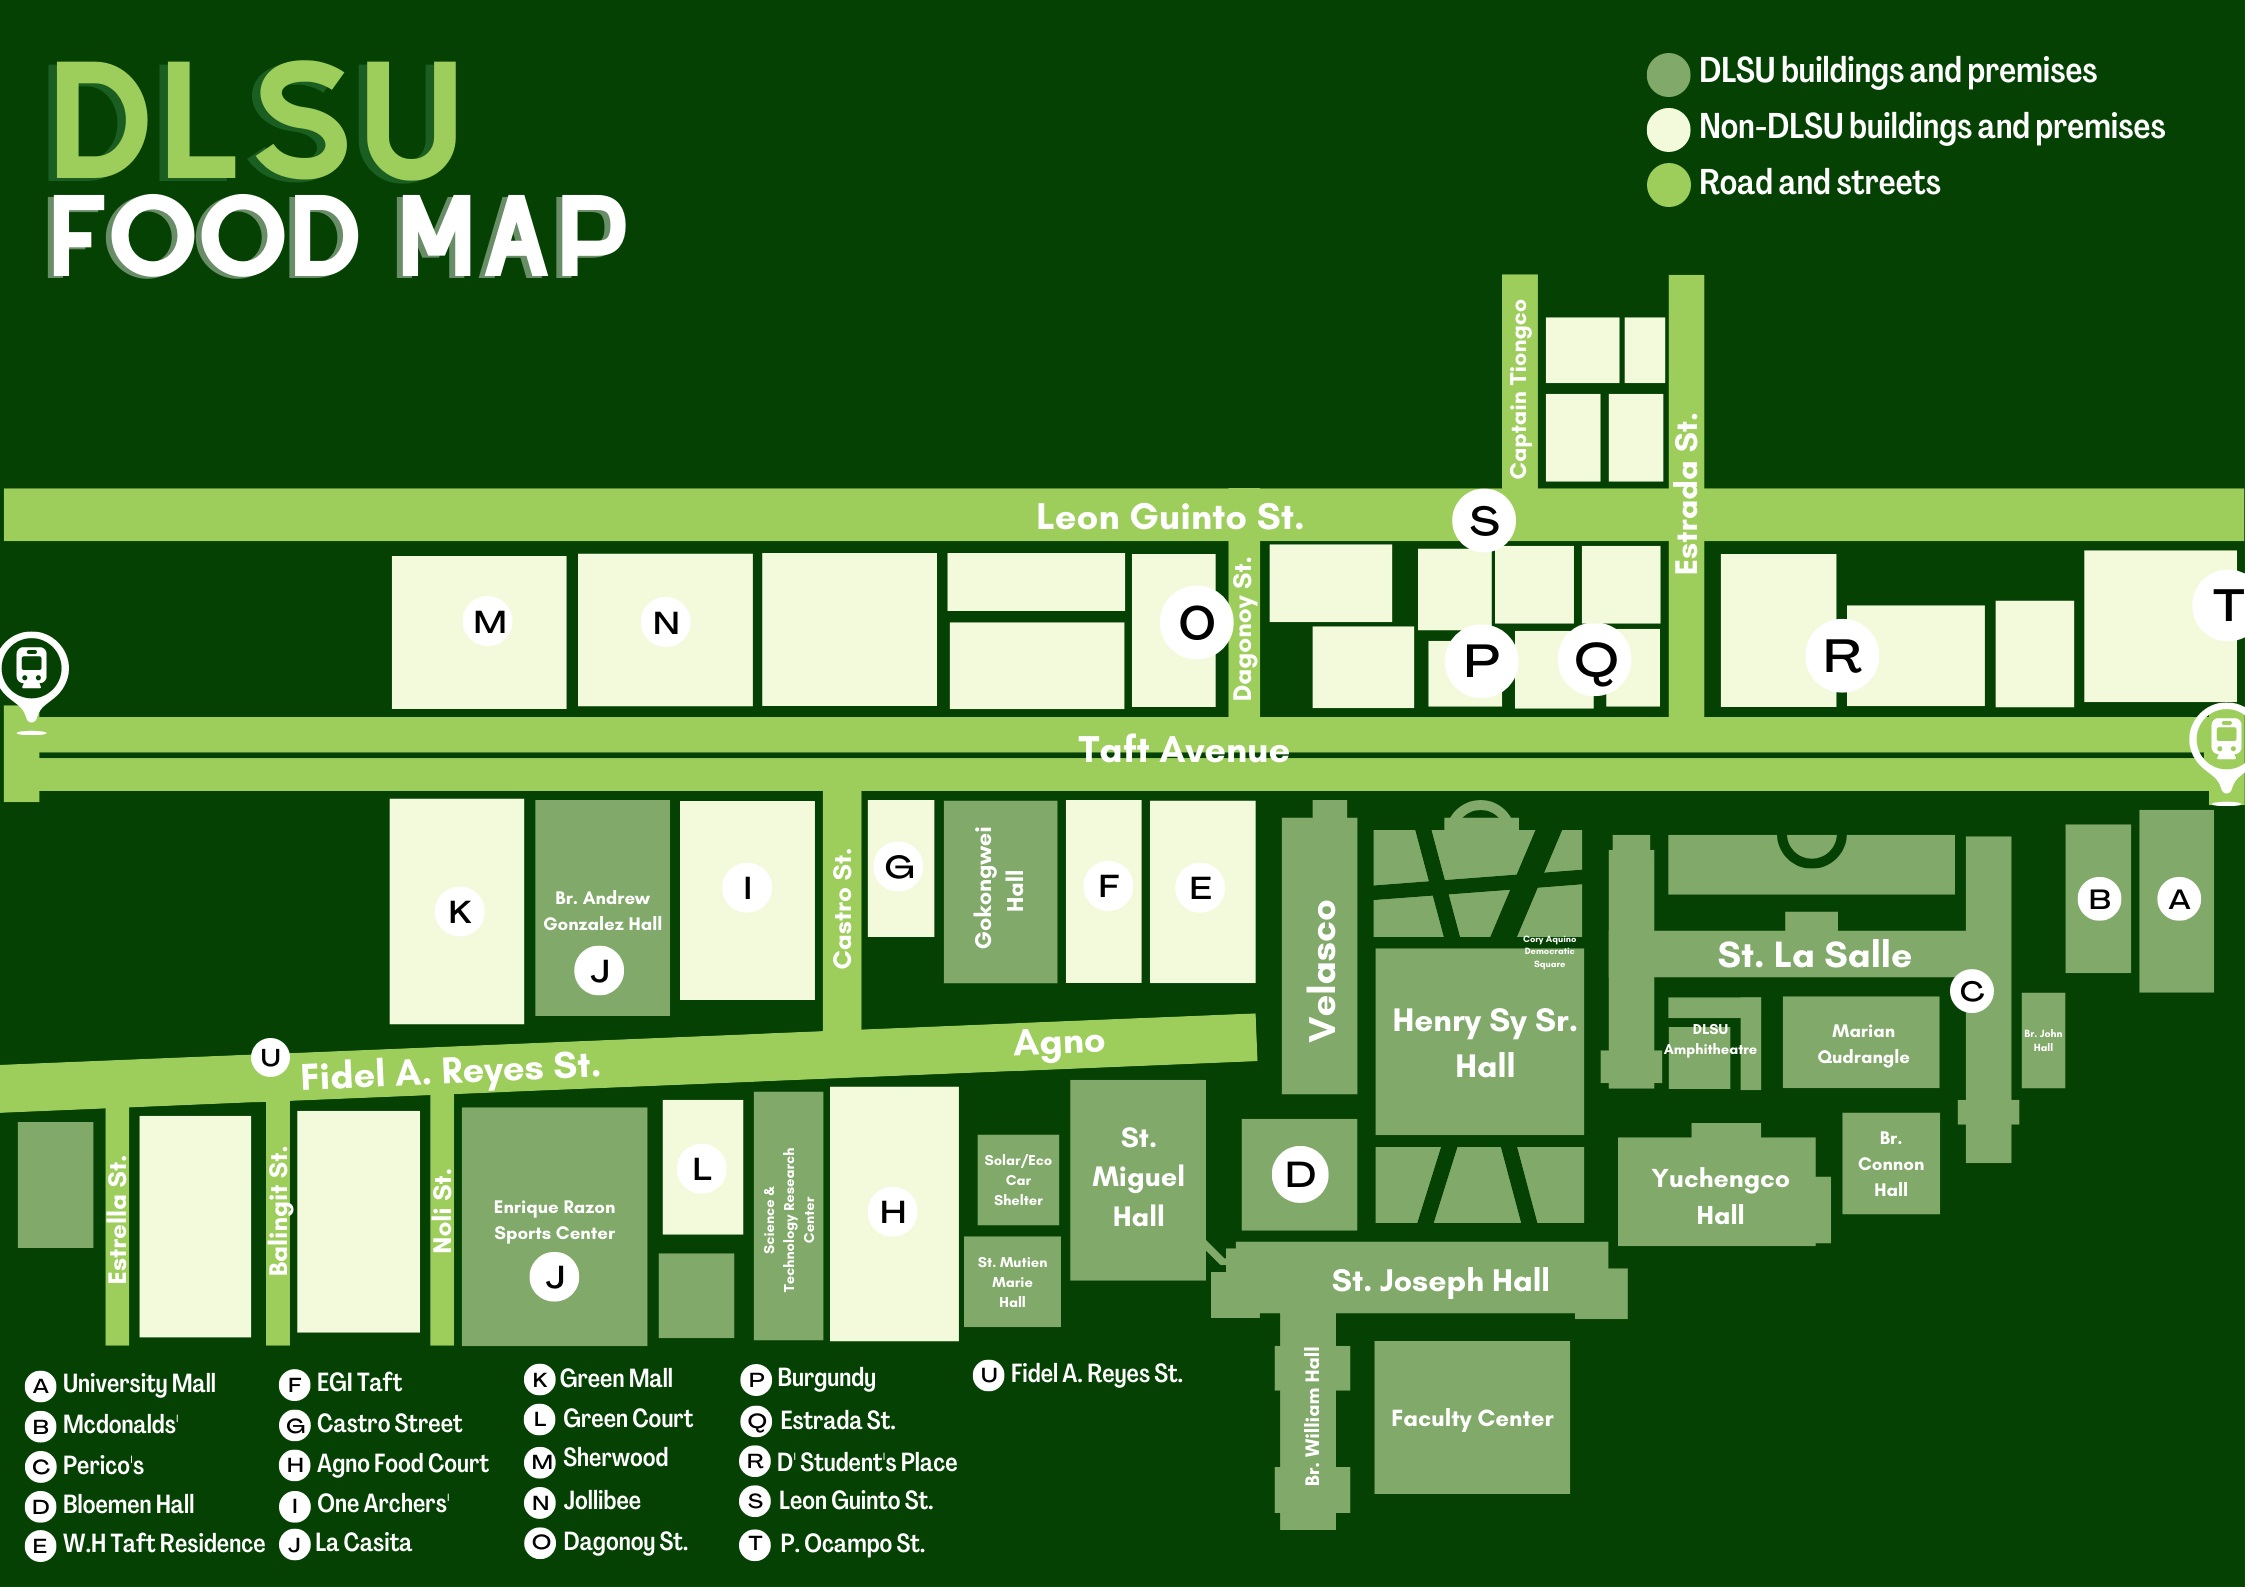 DLSU
FOOD MAP
DLSU buildings and premises
Non-DLSU buildings and premises
Road and streets
Captain Tiongco
Estrada St.
Leon Guinto St.
S
Dagonoy St.
M
N
O
P
Q
R
T
Taft Avenue
K
Br. Andrew
Gonzalez Hall
J
I
Castro St.
G
Gokongwei
Hall
F
E
Velasco
Cory Aquino
Democratic
Square
Henry Sy Sr.
Hall
St. La Salle
C
B
A
DLSU
Amphitheatre
Marian
Qudrangle
Br. John
Hall
U
Fidel A. Reyes St.
Agno
Estrella St.
Balingit St.
Noli St.
Enrique Razon
Sports Center
J
L
Science &
Technology Research
Center
H
Solar/Eco
Car
Shelter
St. Mutien
Marie
Hall
St.
Miguel
Hall
D
Yuchengco
Hall
Br.
Connon
Hall
St. Joseph Hall
Br. William Hall
Faculty Center
A University Mall
B Mcdonalds'
C Perico's
D Bloemen Hall
E W.H Taft Residence
F EGI Taft
G Castro Street
H Agno Food Court
I One Archers'
J La Casita
K Green Mall
L Green Court
M Sherwood
N Jollibee
O Dagonoy St.
P Burgundy
Q Estrada St.
R D' Student's Place
S Leon Guinto St.
T P. Ocampo St.
U Fidel A. Reyes St.